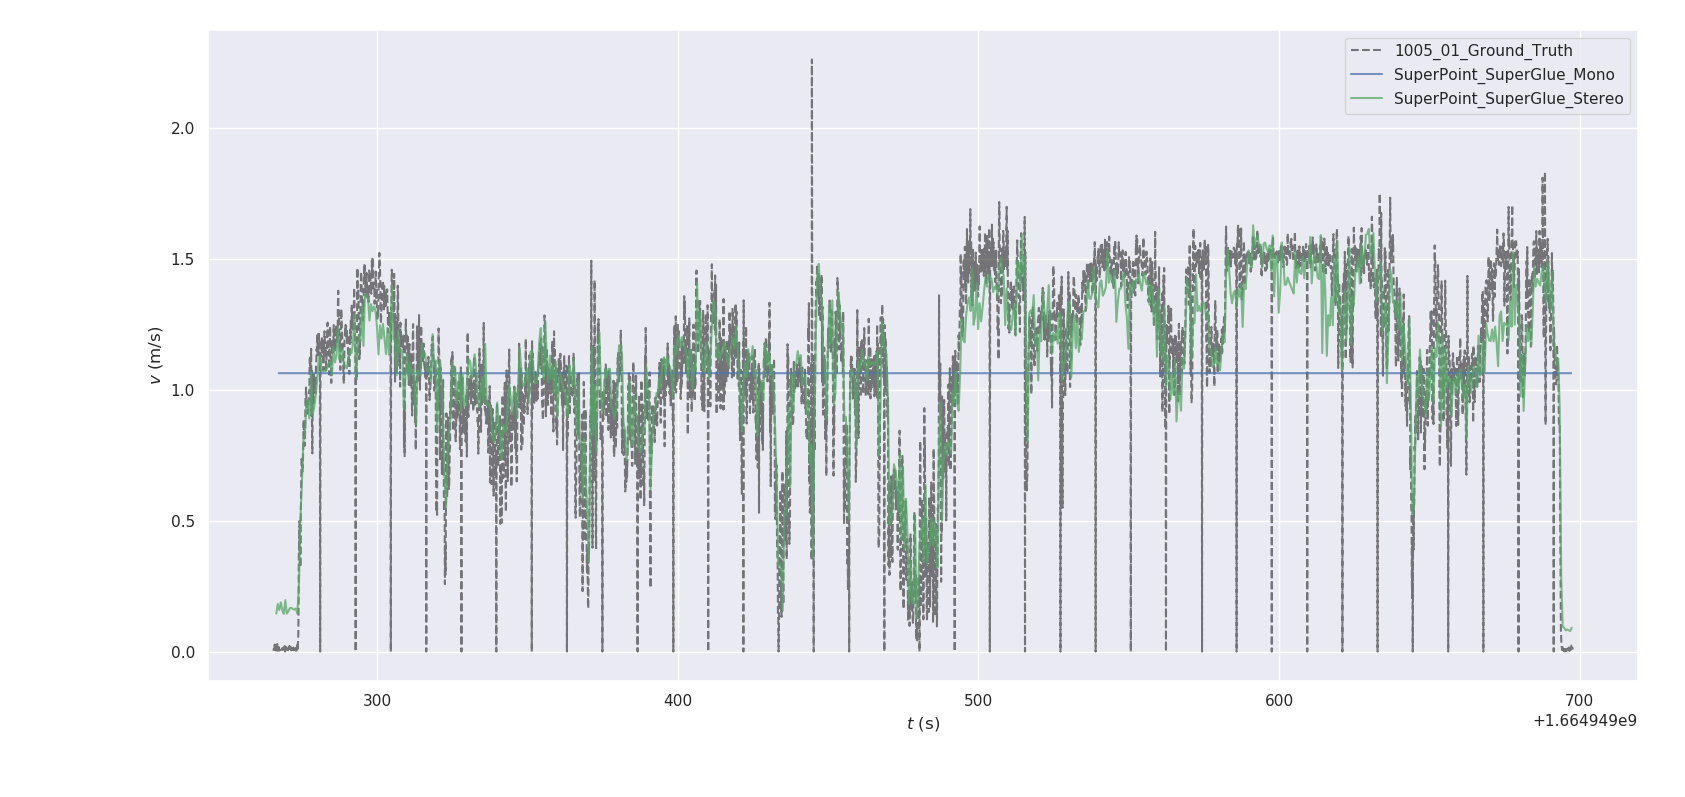 1005_01_Ground_Truth
SuperPoint_SuperGlue_Mono
SuperPoint_SuperGlue_Stereo
2.0
1.5
1.0
0.5
0.0
v (m/s)
300
400
500
600
700
t (s)
+1.664949e9